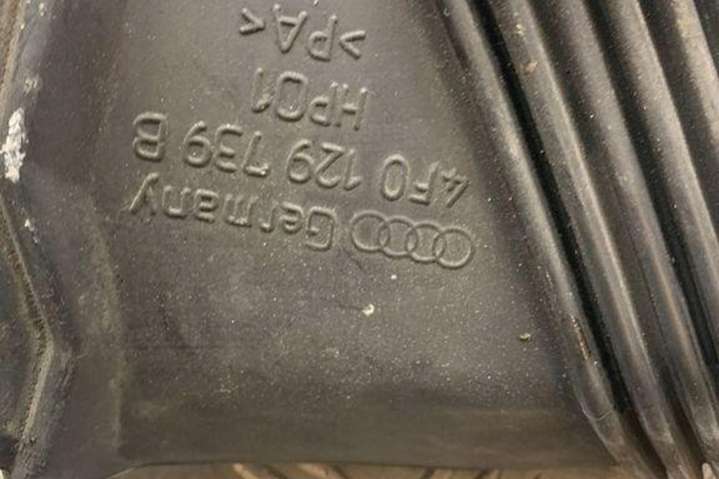 Germany
4F0 129 739 B
HP01
>PA<